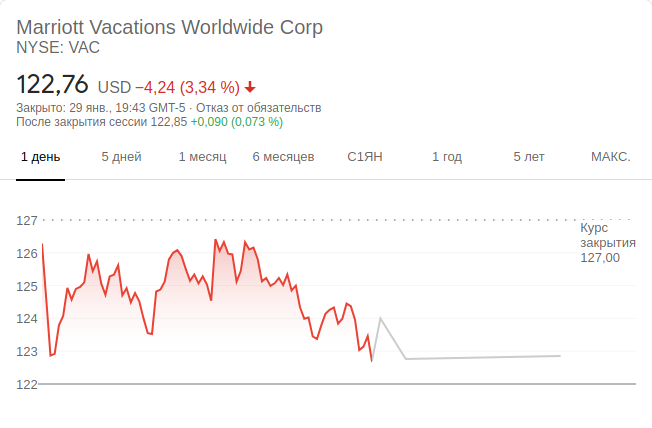 Marriott Vacations Worldwide Corp
NYSE: VAC
122,76 USD −4,24 (3,34 %)
Закрыто: 29 янв., 19:43 GMT-5 · Отказ от обязательств
После закрытия сессии 122,85 +0,090 (0,073 %)
1 день 5 дней 1 месяц 6 месяцев С1ЯН 1 год 5 лет МАКС.
127
Курс
закрытия
127,00
126
125
124
123
122